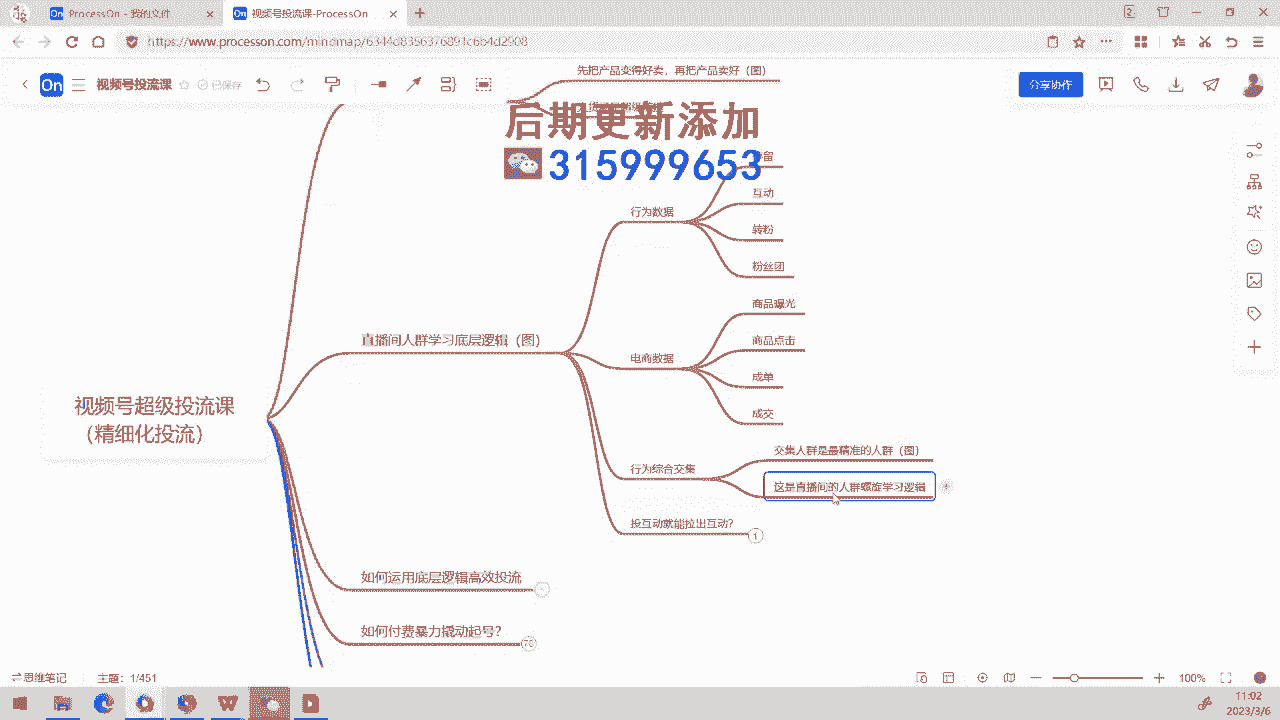 ProcessOn - 我的文件
视频号投流课-ProcessOn
https://www.processon.com/mindmap/6344d8356376891c6b4d2908
On
视频号投流课
已保存
分享协作
先把产品变得好卖，再把产品卖好（图）
后期更新添加
315999653
行为数据
互动
转粉
粉丝团
直播间人群学习底层逻辑（图）
电商数据
商品曝光
商品点击
成单
成交
视频号超级投流课
（精细化投流）
行为综合交集
交集人群是最精准的人群（图）
这是直播间的人群螺旋学习逻辑
投互动就能拉出互动？
1
如何运用底层逻辑高效投流
如何付费暴力撬动起号？
76
思维笔记
主题：1/451
100%
11:02
2023/3/6